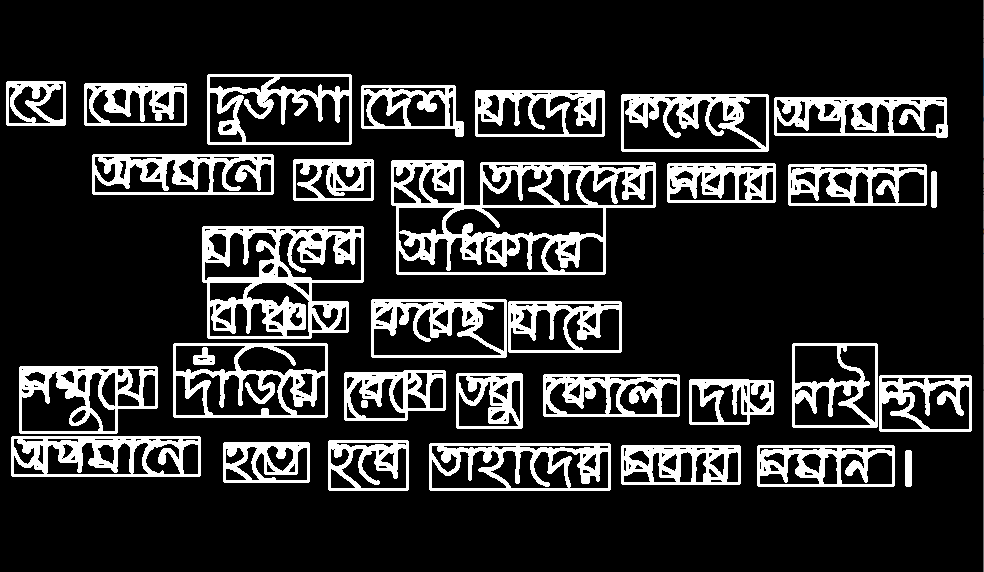 হে মোর দুর্ভাগা দেশ, যাদের করেছ অপমান,
অপমানে হতে হবে তাহাদের সবার সমান।
মানুষের অধিকারে
বঞ্চিত করেছ যারে
সম্মুখে দাঁড়িয়ে রেখে তবু কোলে দাও নাই স্থান
অপমানে হতে হবে তাহাদের সবার সমান।